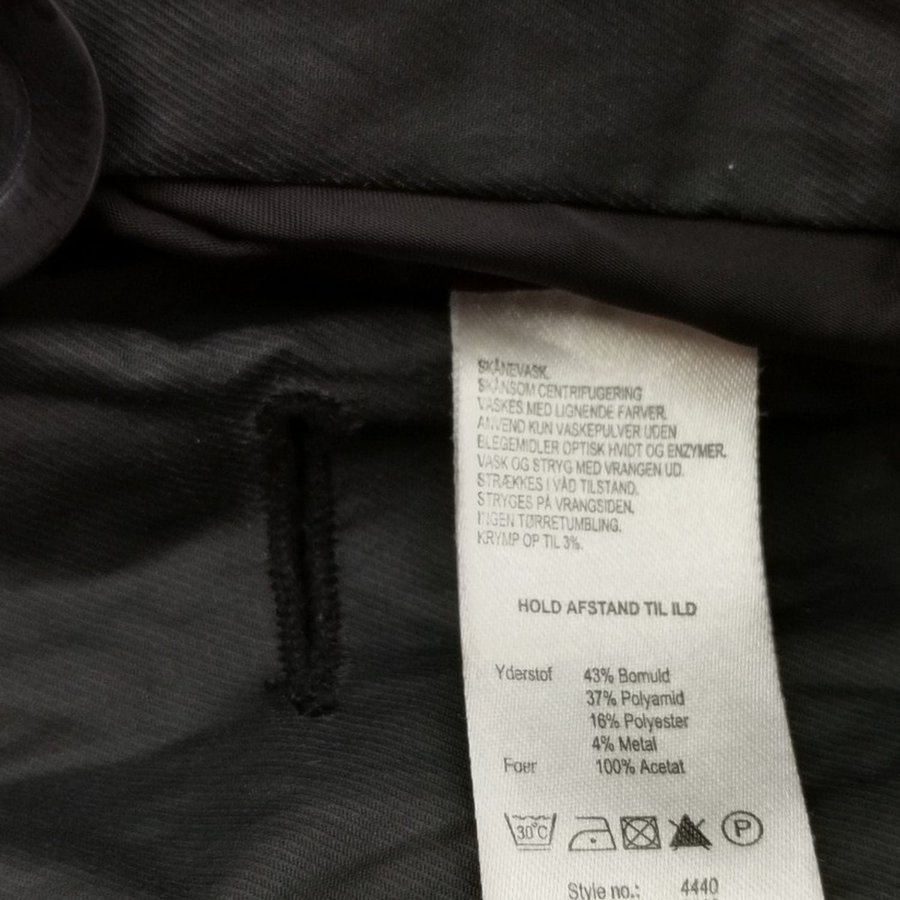 SKÅNEVASK.
SKÅNSOM CENTRIFUGERING
VASKES MED LIGNENDE FARVER.
ANVEND KUN VASKEPULVER UDEN
BLEGEMIDLER OPTISK HVIDT OG ENZYMER.
VASK OG STRYG MED VRANGEN UD.
STRÆKKES I VÅD TILSTAND.
STRYGES PÅ VRANGSIDEN.
INGEN TØRRETUMBLING.
KRYMP OP TIL 3%.
HOLD AFSTAND TIL ILD
Yderstof 43% Bomuld
37% Polyamid
16% Polyester
4% Metal
Foer 100% Acetat
30°C P
Style no.: 4440